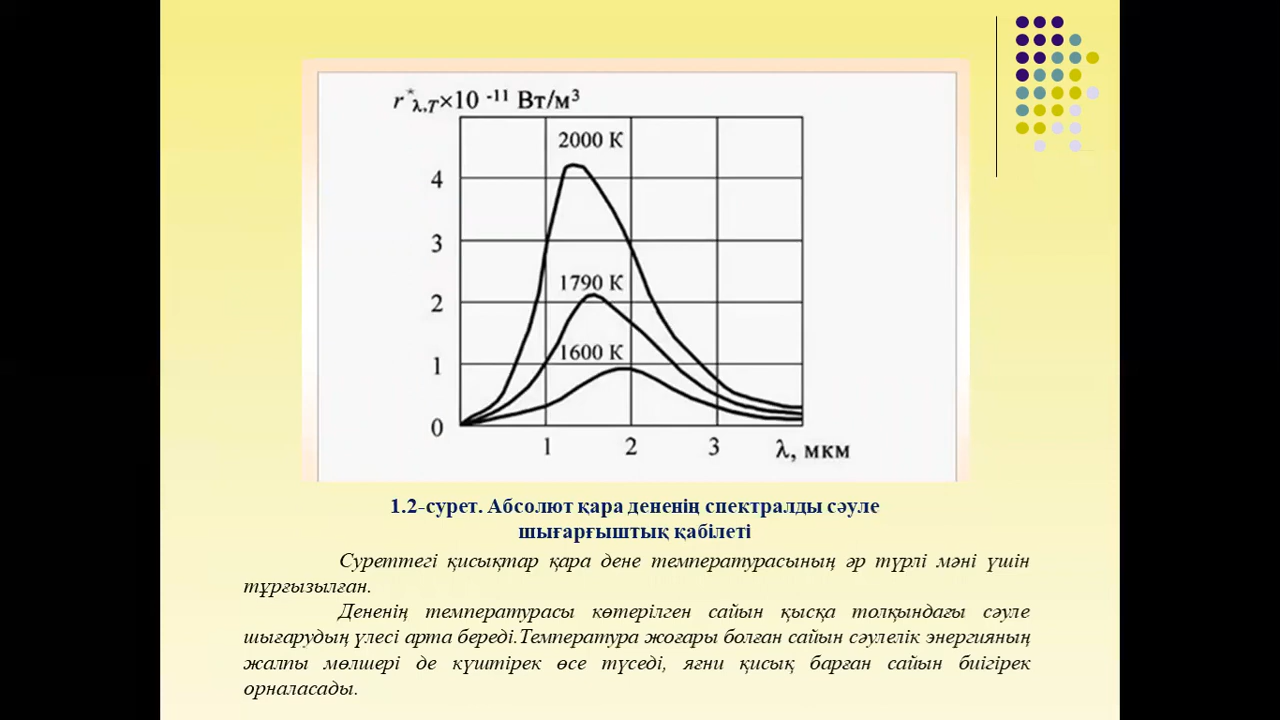 r*λ,T×10 -11 Вт/м3
2000 К
4
3
1790 К
2
1600 К
1
0
1 2 3 λ, мкм
1.2-сурет. Абсолют қара дененің спектралды сәуле
шығарғыштық қабілеті
Суреттегі қисықтар қара дене температурасының әр түрлі мәні үшін
тұрғызылған.
Дененің температурасы көтерілген сайын қысқа толқындағы сәуле
шығарудың үлесі арта береді.Температура жоғары болған сайын сәулелік энергияның
жалпы мөлшері де күштірек өсе түседі, яғни қисық барған сайын биігірек
орналасады.